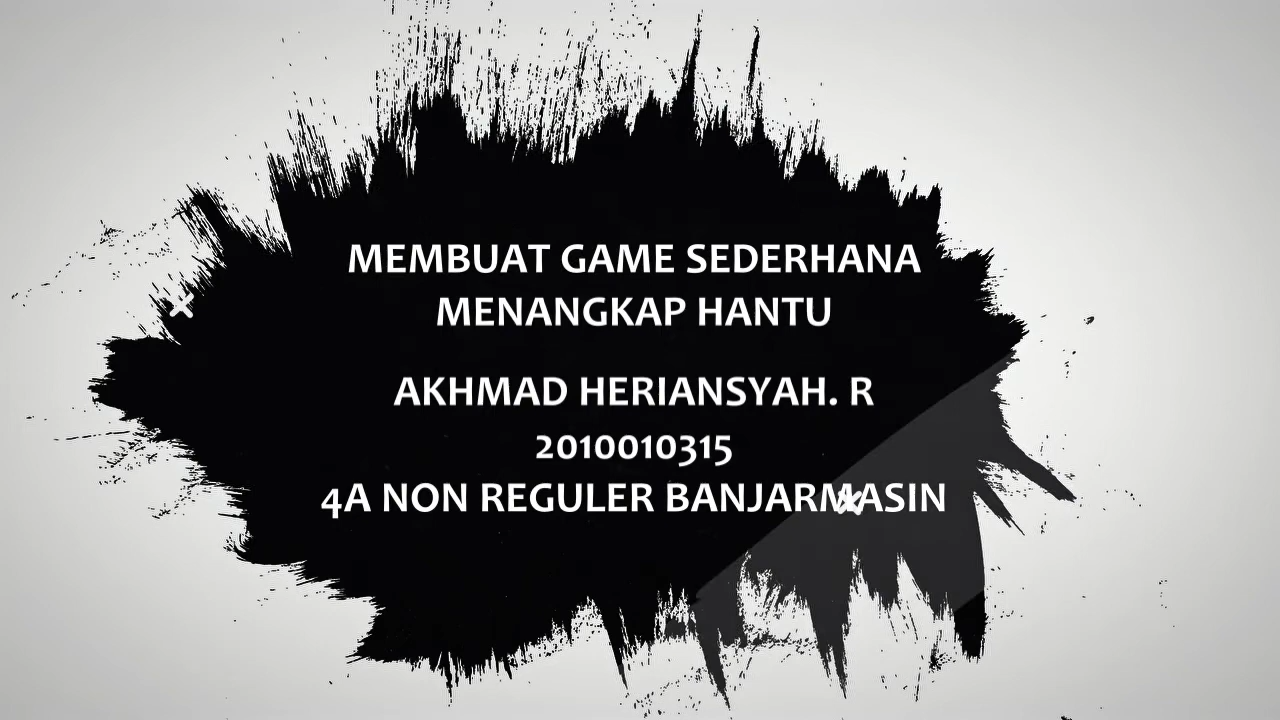 MEMBUAT GAME SEDERHANA
MENANGKAP HANTU
AKHMAD HERIANSYAH. R
2010010315
4A NON REGULER BANJARMASIN